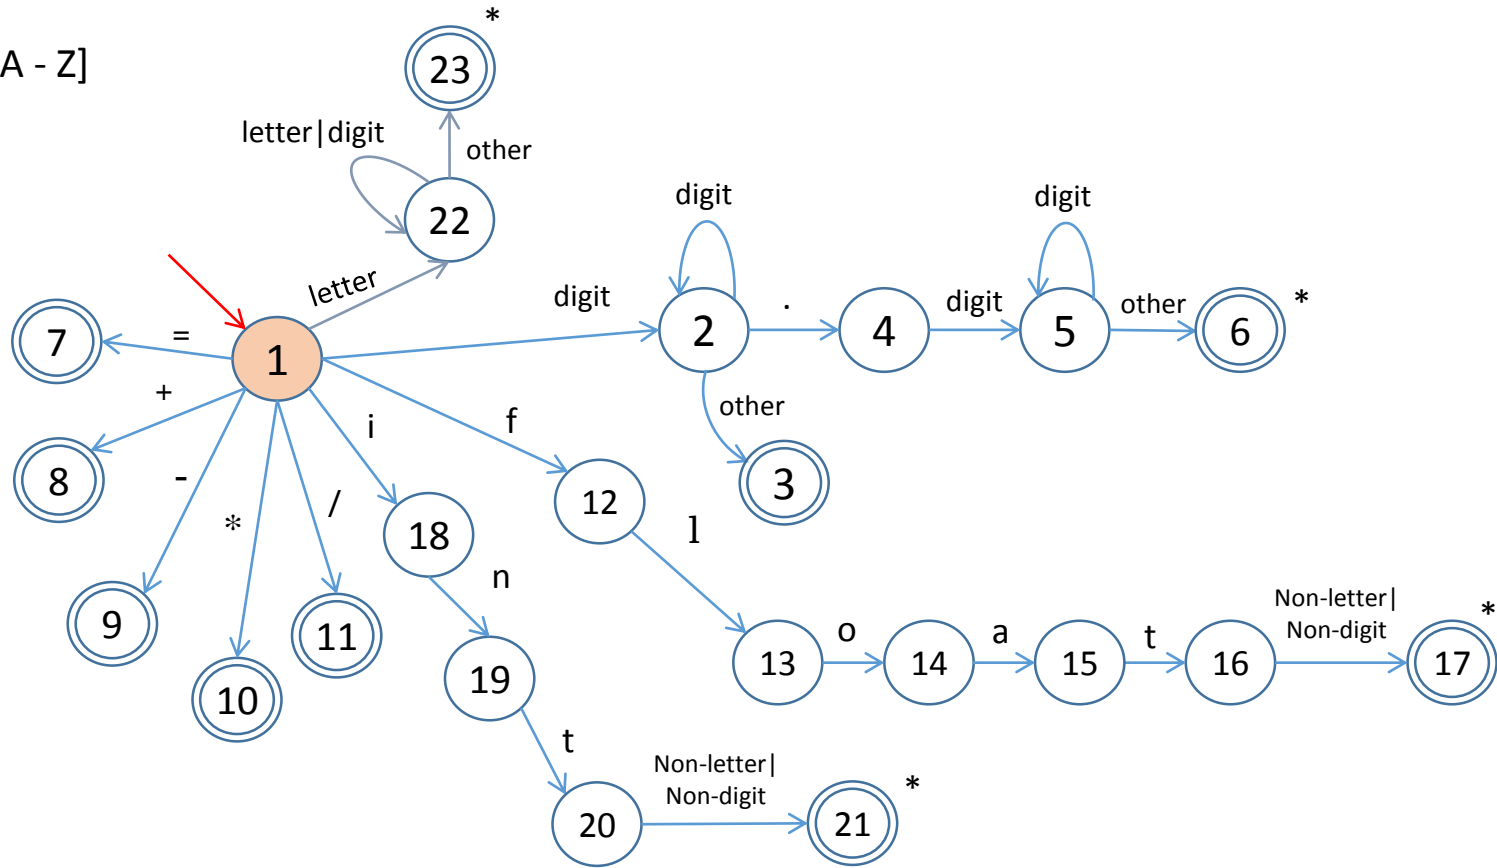 *
A - Z]
23
letter|digit
other
22
digit
digit
letter
digit
.
digit
other
*
7
=
1
2
4
5
6
+
f
other
i
8
-
*
/
12
3
18
l
n
Non-letter|
Non-digit
*
9
11
o
a
t
13
14
15
16
17
10
19
t
Non-letter|
Non-digit
*
20
21